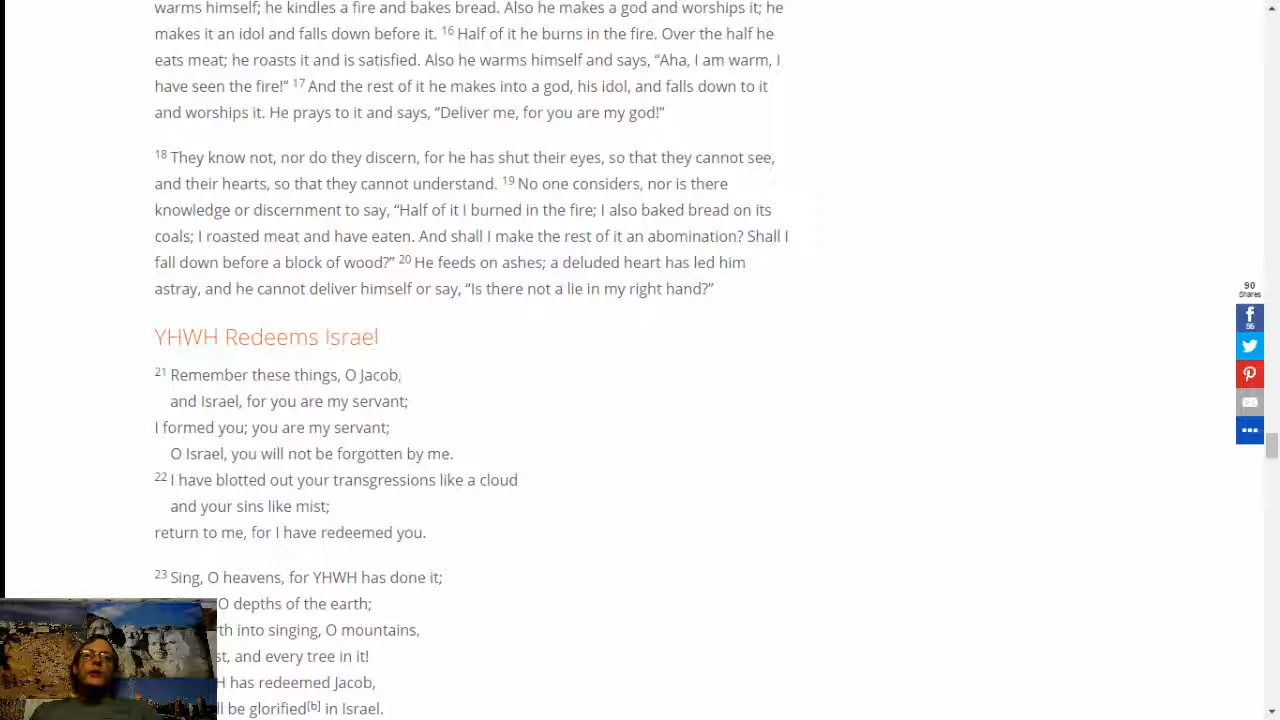 warms himself; he kindles a fire and bakes bread. Also he makes a god and worships it; he
makes it an idol and falls down before it. 16 Half of it he burns in the fire. Over the half he
eats meat; he roasts it and is satisfied. Also he warms himself and says, “Aha, I am warm, I
have seen the fire!” 17 And the rest of it he makes into a god, his idol, and falls down to it
and worships it. He prays to it and says, “Deliver me, for you are my god!”
18 They know not, nor do they discern, for he has shut their eyes, so that they cannot see,
and their hearts, so that they cannot understand. 19 No one considers, nor is there
knowledge or discernment to say, “Half of it I burned in the fire; I also baked bread on its
coals; I roasted meat and have eaten. And shall I make the rest of it an abomination? Shall I
fall down before a block of wood?” 20 He feeds on ashes; a deluded heart has led him
astray, and he cannot deliver himself or say, “Is there not a lie in my right hand?”
90
Shares
55
YHWH Redeems Israel
21 Remember these things, O Jacob,
and Israel, for you are my servant;
I formed you; you are my servant;
O Israel, you will not be forgotten by me.
22 I have blotted out your transgressions like a cloud
and your sins like mist;
return to me, for I have redeemed you.
23 Sing, O heavens, for YHWH has done it;
O depths of the earth;
into singing, O mountains,
and every tree in it!
has redeemed Jacob,
be glorified[b] in Israel.